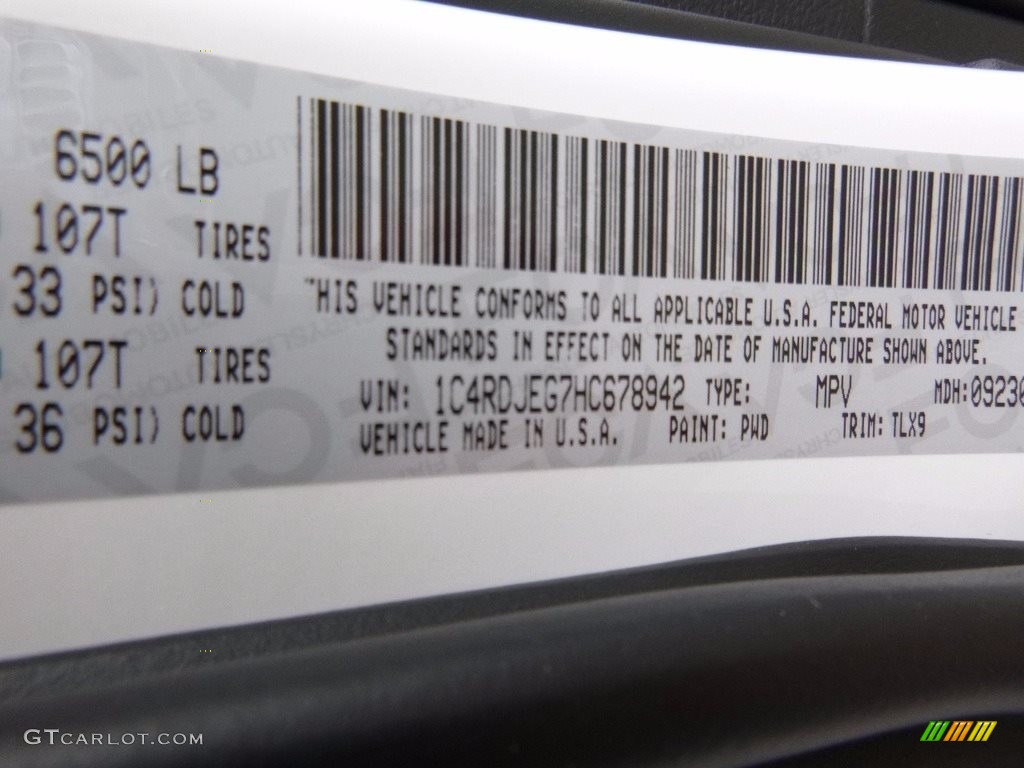 6500 LB
107T TIRES
33 PSI) COLD
107T TIRES
36 PSI) COLD
THIS VEHICLE CONFORMS TO ALL APPLICABLE U.S.A. FEDERAL MOTOR VEHICLE
STANDARDS IN EFFECT ON THE DATE OF MANUFACTURE SHOWN ABOVE.
VIN: 1C4RDJEG7HC678942 TYPE: MPV MDH: 09230
VEHICLE MADE IN U.S.A. PAINT: PWD TRIM: TLX9
GTCARLOT.COM